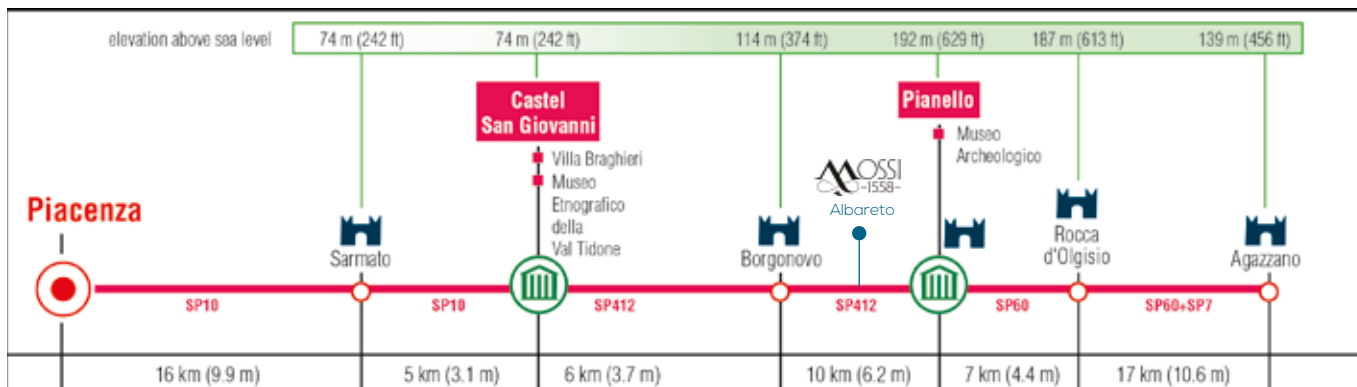 elevation above sea level 74 m (242 ft) 74 m (242 ft) 114 m (374 ft) 192 m (629 ft) 187 m (613 ft) 139 m (456 ft)
Castel
San Giovanni
Villa Braghieri
Museo
Etnografico
della
Val Tidone
Pianello
Museo
Archeologico
MOSSI
-1558-
Albareto
Piacenza
Sarmato
Borgonovo
Rocca
d'Olgisio
Agazzano
SP10 SP10 SP412 SP412 SP60 SP60+SP7
16 km (9.9 m) 5 km (3.1 m) 6 km (3.7 m) 10 km (6.2 m) 7 km (4.4 m) 17 km (10.6 m)